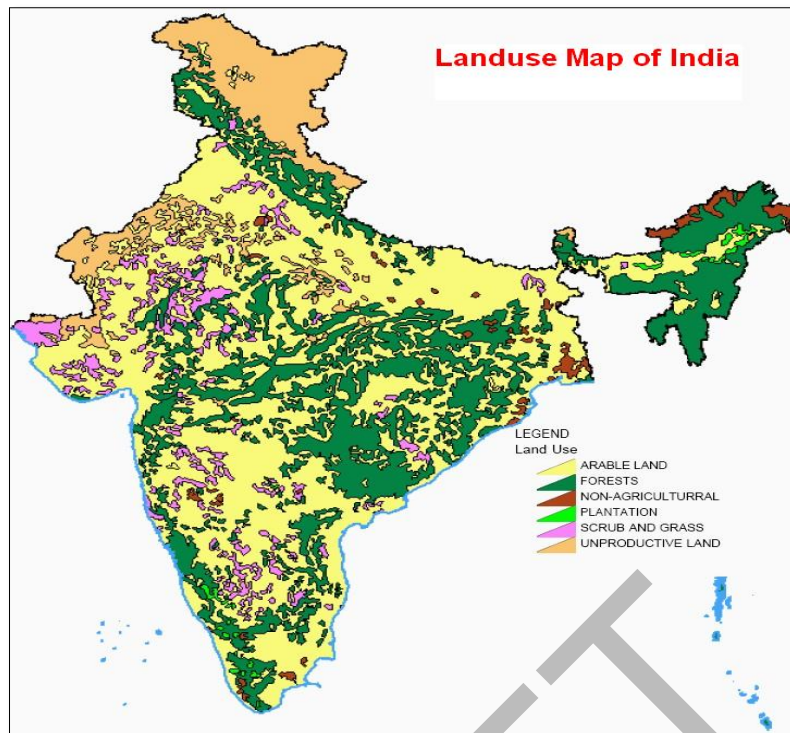 Landuse Map of India
LEGEND
Land Use
ARABLE LAND
FORESTS
NON-AGRICULTURRAL
PLANTATION
SCRUB AND GRASS
UNPRODUCTIVE LAND